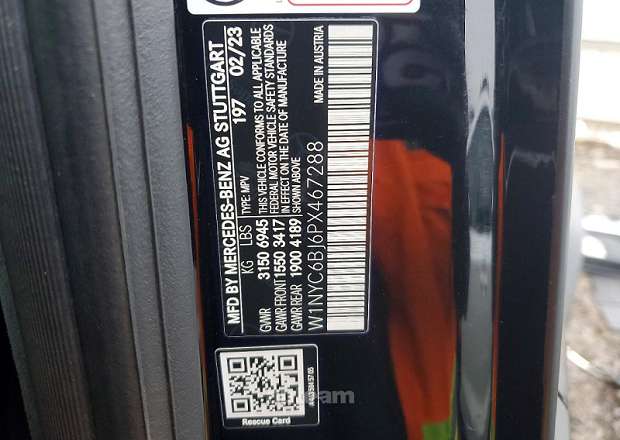 MFD BY MERCEDES-BENZ AG STUTTGART
197 02/23
TYPE: MPV
KG LBS
GVWR 3150 6945
GAWR FRONT 1550 3417
GAWR REAR 1900 4189
THIS VEHICLE CONFORMS TO ALL APPLICABLE
FEDERAL MOTOR VEHICLE SAFETY STANDARDS
IN EFFECT ON THE DATE OF MANUFACTURE
SHOWN ABOVE
W1NYC6BJ6PX467288
MADE IN AUSTRIA
Rescue Card